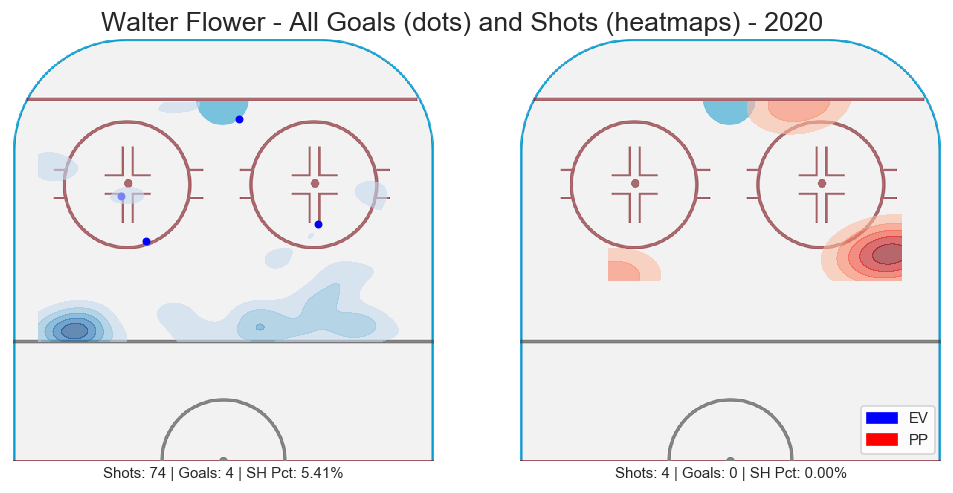 Walter Flower - All Goals (dots) and Shots (heatmaps) - 2020
EV
PP
Shots: 74 | Goals: 4 | SH Pct: 5.41%
Shots: 4 | Goals: 0 | SH Pct: 0.00%